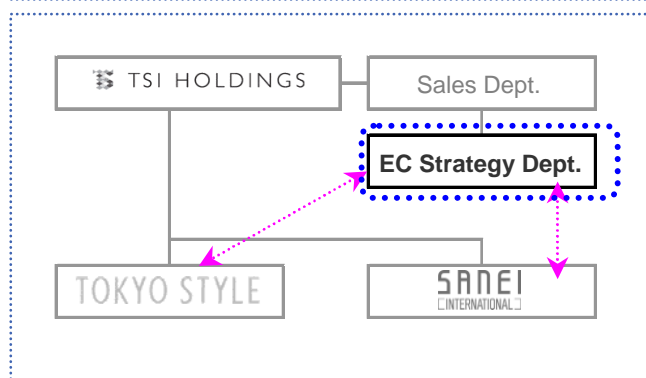 TSI HOLDINGS
Sales Dept.
EC Strategy Dept.
TOKYO STYLE
SANEI
INTERNATIONAL